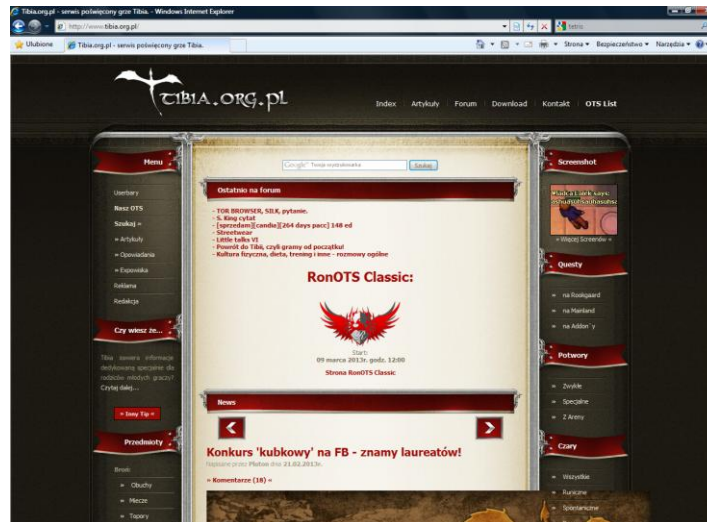 Tibia.org.pl - serwis poświęcony grze Tibia. - Windows Internet Explorer
http://www.tibia.org.pl/
Ulubione
Tibia.org.pl - serwis poświęcony grze Tibia.
Strona
Bezpieczeństwo
Narzędzia
TIBIA.ORG.PL
Index
Artykuły
Forum
Download
Kontakt
OTS List
Menu
Userbary
Nasz OTS
Szukaj »
» Artykuły
» Opowiadania
» Expowiska
Reklama
Redakcja
Czy wiesz że...
Tibia zawiera informacje
dedykowaną specjalnie dla
rodziców młodych graczy?
Czytaj dalej...
» Inny Tip «
Przedmioty
Broń:
» Obuchy
» Miecze
» Topory
Google Twoja wyszukiwarka
Szukaj
Ostatnio na forum
- TOR BROWSER, SILK, pytanie.
- S. King cytat
- [sprzedam][candia][264 days pacc] 148 ed
- Streetwear
- Little talks VI
- Powrót do Tibii, czyli gramy od początku!
- Kultura fizyczna, dieta, trening i inne - rozmowy ogólne
RonOTS Classic:
Start:
09 marca 2013r. godz. 12:00
Strona RonOTS Classic
News
Konkurs 'kubkowy' na FB - znamy laureatów!
Napisane przez Pluton dnia 21.02.2013r.
» Komentarze (18) «
Screenshot
» Więcej Screenów «
Questy
» na Rookgaard
» na Mainland
» na Addon`y
Potwory
» Zwykłe
» Specjalne
» Z Areny
Czary
» Wszystkie
» Runiczne
» Spontaniczne